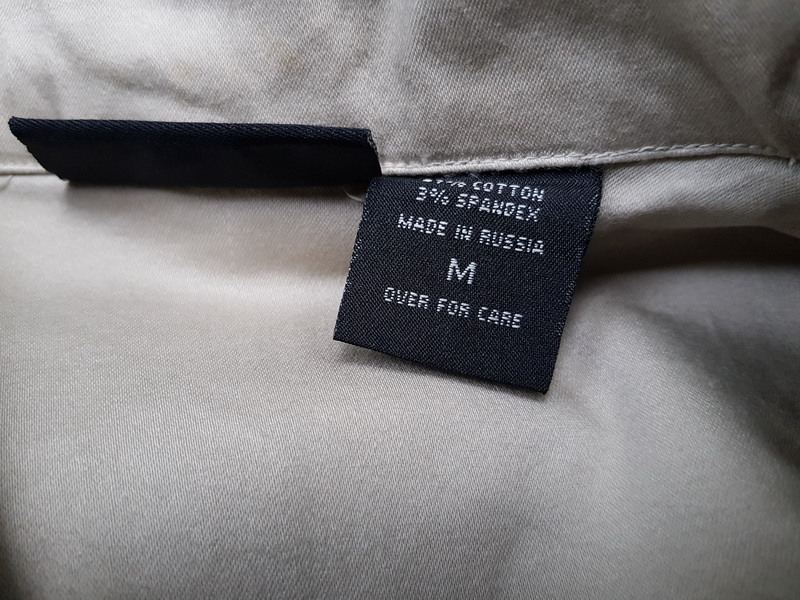 % COTTON
3% SPANDEX
MADE IN RUSSIA
M
OVER FOR CARE